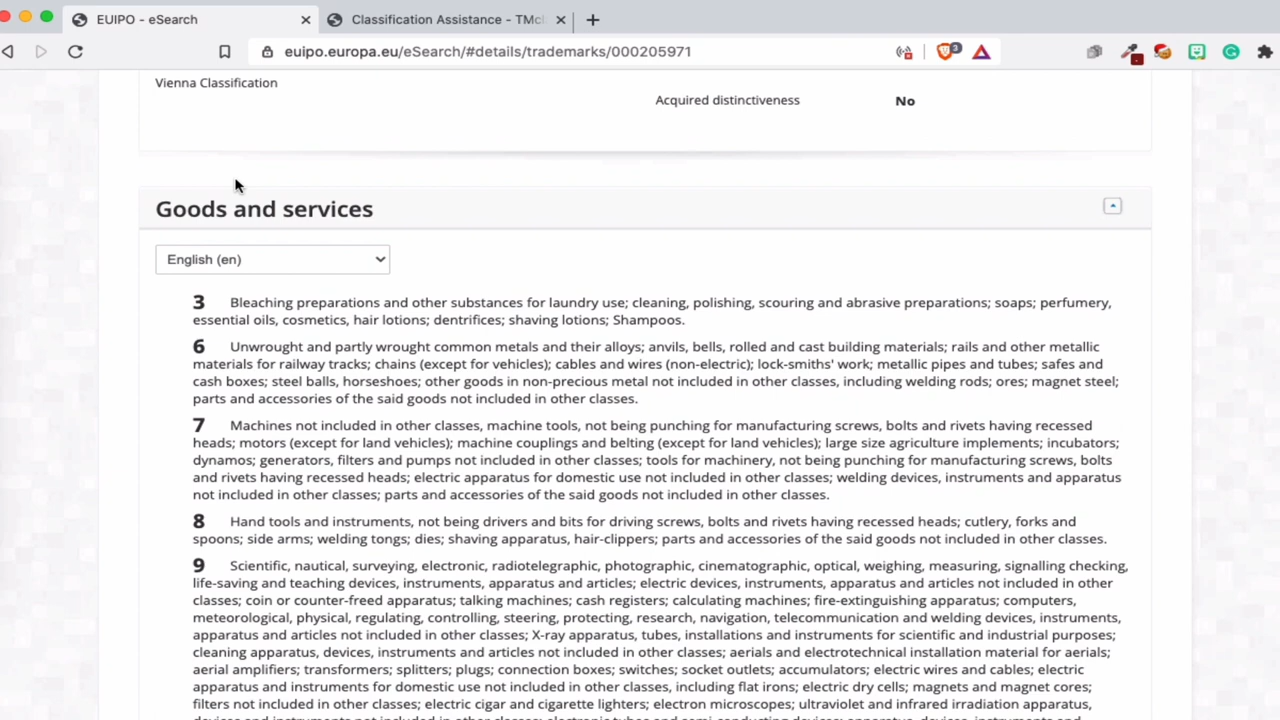 EUIPO - eSearch
Classification Assistance - TMcl
euipo.europa.eu/eSearch/#details/trademarks/000205971
3
Vienna Classification
Acquired distinctiveness No
Goods and services
English (en)
3 Bleaching preparations and other substances for laundry use; cleaning, polishing, scouring and abrasive preparations; soaps; perfumery,
essential oils, cosmetics, hair lotions; dentrifices; shaving lotions; Shampoos.
6 Unwrought and partly wrought common metals and their alloys; anvils, bells, rolled and cast building materials; rails and other metallic
materials for railway tracks; chains (except for vehicles); cables and wires (non-electric); lock-smiths' work; metallic pipes and tubes; safes and
cash boxes; steel balls, horseshoes; other goods in non-precious metal not included in other classes, including welding rods; ores; magnet steel;
parts and accessories of the said goods not included in other classes.
7 Machines not included in other classes, machine tools, not being punching for manufacturing screws, bolts and rivets having recessed
heads; motors (except for land vehicles); machine couplings and belting (except for land vehicles); large size agriculture implements; incubators;
dynamos; generators, filters and pumps not included in other classes; tools for machinery, not being punching for manufacturing screws, bolts
and rivets having recessed heads; electric apparatus for domestic use not included in other classes; welding devices, instruments and apparatus
not included in other classes; parts and accessories of the said goods not included in other classes.
8 Hand tools and instruments, not being drivers and bits for driving screws, bolts and rivets having recessed heads; cutlery, forks and
spoons; side arms; welding tongs; dies; shaving apparatus, hair-clippers; parts and accessories of the said goods not included in other classes.
9 Scientific, nautical, surveying, electronic, radiotelegraphic, photographic, cinematographic, optical, weighing, measuring, signalling checking,
life-saving and teaching devices, instruments, apparatus and articles; electric devices, instruments, apparatus and articles not included in other
classes; coin or counter-freed apparatus; talking machines; cash registers; calculating machines; fire-extinguishing apparatus; computers,
meteorological, physical, regulating, controlling, steering, protecting, research, navigation, telecommunication and welding devices, instruments,
apparatus and articles not included in other classes; X-ray apparatus, tubes, installations and instruments for scientific and industrial purposes;
cleaning apparatus, devices, instruments and articles not included in other classes; aerials and electrotechnical installation material for aerials;
aerial amplifiers; transformers; splitters; plugs; connection boxes; switches; socket outlets; accumulators; electric wires and cables; electric
apparatus and instruments for domestic use not included in other classes, including flat irons; electric dry cells; magnets and magnet cores;
filters not included in other classes; electric cigar and cigarette lighters; electron microscopes; ultraviolet and infrared irradiation apparatus,